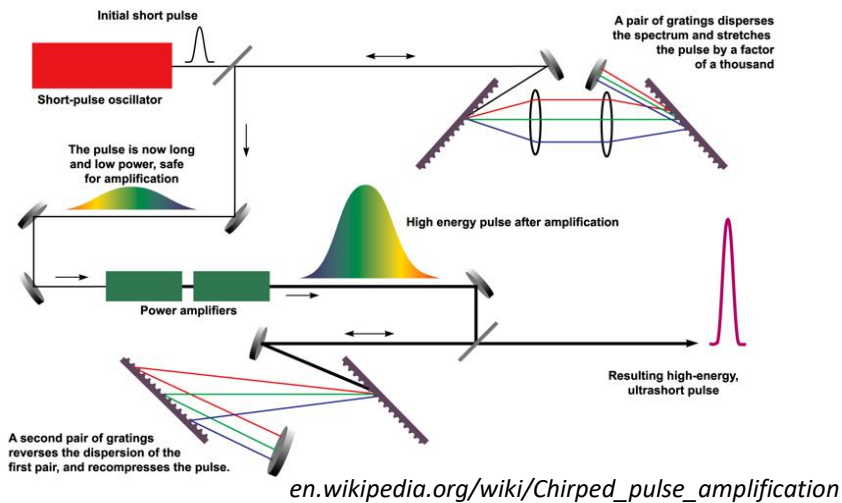 Initial short pulse
Short-pulse oscillator
A pair of gratings disperses
the spectrum and stretches
the pulse by a factor
of a thousand
The pulse is now long
and low power, safe
for amplification
High energy pulse after amplification
Power amplifiers
Resulting high-energy,
ultrashort pulse
A second pair of gratings
reverses the dispersion of the
first pair, and recompresses the pulse.
en.wikipedia.org/wiki/Chirped_pulse_amplification